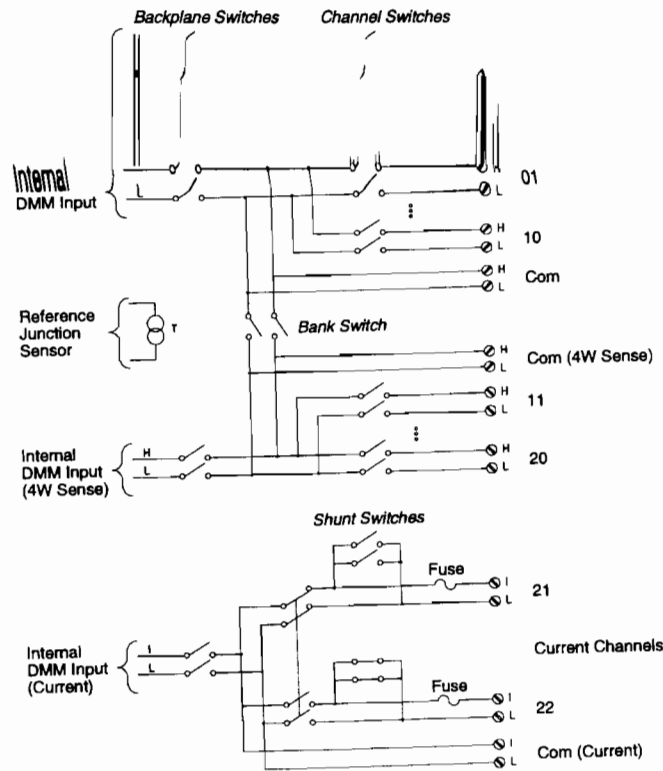 Backplane Switches
Channel Switches
Internal
DMM Input
L
01
L
H
10
L
H
Com
L
Reference
Junction
Sensor
T
Bank Switch
H
Com (4W Sense)
L
H
11
L
Internal
DMM Input
(4W Sense)
H
L
H
20
L
Shunt Switches
Fuse
I
21
L
Internal
DMM Input
(Current)
I
L
Current Channels
Fuse
I
22
L
I
Com (Current)
L